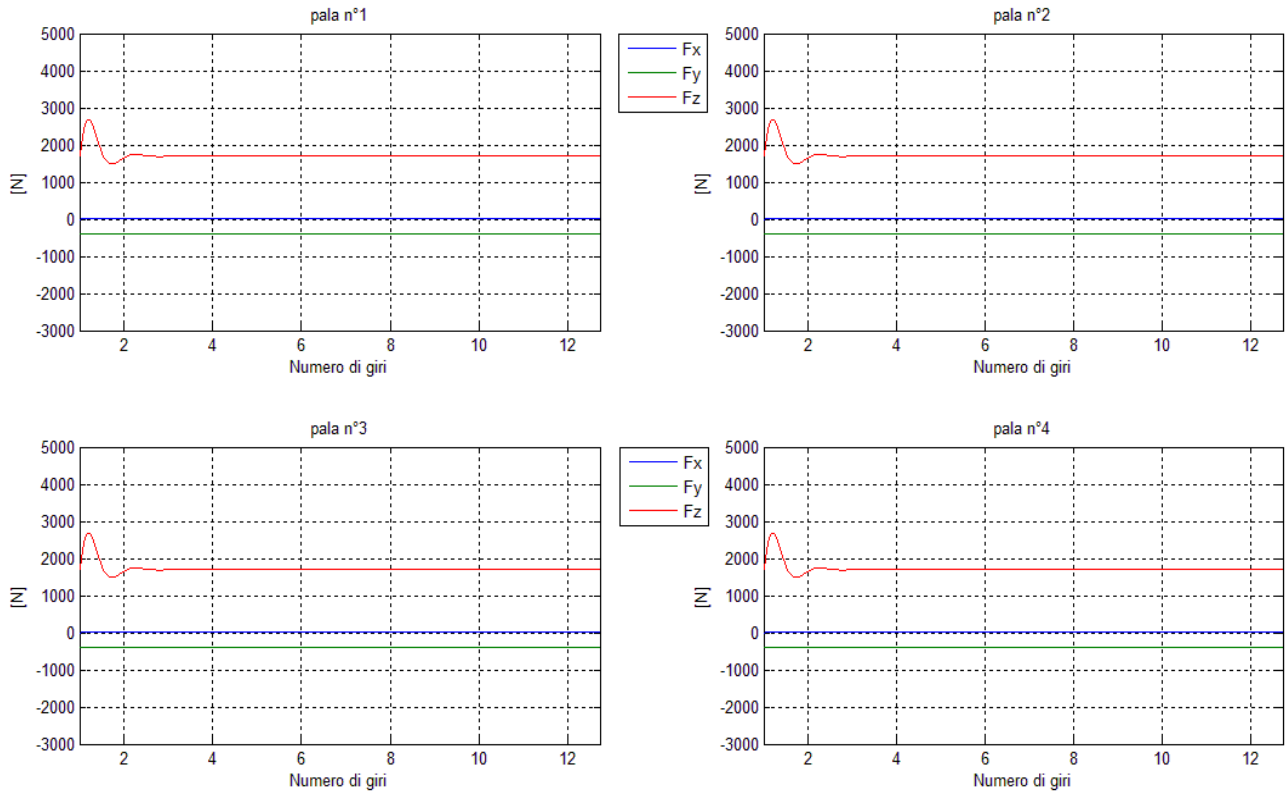 pala n°1
5000
4000
3000
2000
1000
0
-1000
-2000
-3000
[N]
2 4 6 8 10 12
Numero di giri
Fx
Fy
Fz
pala n°2
5000
4000
3000
2000
1000
0
-1000
-2000
-3000
[N]
2 4 6 8 10 12
Numero di giri
pala n°3
5000
4000
3000
2000
1000
0
-1000
-2000
-3000
[N]
2 4 6 8 10 12
Numero di giri
Fx
Fy
Fz
pala n°4
5000
4000
3000
2000
1000
0
-1000
-2000
-3000
[N]
2 4 6 8 10 12
Numero di giri